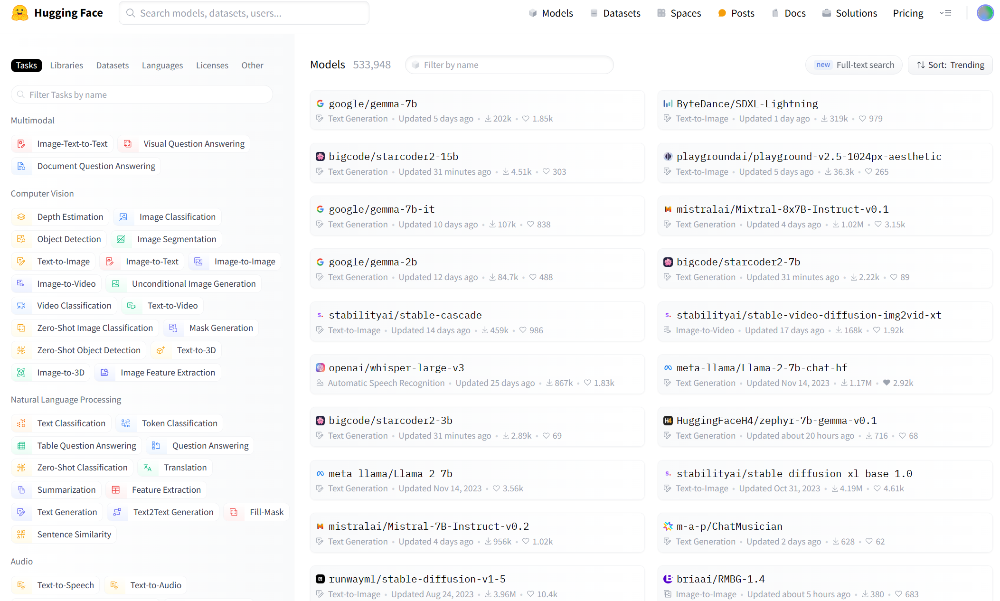 Hugging Face
Search models, datasets, users...
Models
Datasets
Spaces
Posts
Docs
Solutions
Pricing
Tasks
Libraries
Datasets
Languages
Licenses
Other
Filter Tasks by name
Multimodal
Image-Text-to-Text
Visual Question Answering
Document Question Answering
Computer Vision
Depth Estimation
Image Classification
Object Detection
Image Segmentation
Text-to-Image
Image-to-Text
Image-to-Image
Image-to-Video
Unconditional Image Generation
Video Classification
Text-to-Video
Zero-Shot Image Classification
Mask Generation
Zero-Shot Object Detection
Text-to-3D
Image-to-3D
Image Feature Extraction
Natural Language Processing
Text Classification
Token Classification
Table Question Answering
Question Answering
Zero-Shot Classification
Translation
Summarization
Feature Extraction
Text Generation
Text2Text Generation
Fill-Mask
Sentence Similarity
Audio
Text-to-Speech
Text-to-Audio
Models 533,948
Filter by name
new Full-text search
Sort: Trending
google/gemma-7b
Text Generation • Updated 5 days ago • 202k • 1.85k
ByteDance/SDXL-Lightning
Text-to-Image • Updated 1 day ago • 319k • 979
bigcode/starcoder2-15b
Text Generation • Updated 31 minutes ago • 4.51k • 303
playgroundai/playground-v2.5-1024px-aesthetic
Text-to-Image • Updated 5 days ago • 36.3k • 265
google/gemma-7b-it
Text Generation • Updated 10 days ago • 107k • 838
mistralai/Mixtral-8x7B-Instruct-v0.1
Text Generation • Updated 4 days ago • 1.02M • 3.15k
google/gemma-2b
Text Generation • Updated 12 days ago • 84.7k • 488
bigcode/starcoder2-7b
Text Generation • Updated 31 minutes ago • 2.22k • 89
stabilityai/stable-cascade
Text-to-Image • Updated 14 days ago • 459k • 986
stabilityai/stable-video-diffusion-img2vid-xt
Image-to-Video • Updated 17 days ago • 168k • 1.92k
openai/whisper-large-v3
Automatic Speech Recognition • Updated 25 days ago • 867k • 1.83k
meta-llama/Llama-2-7b-chat-hf
Text Generation • Updated Nov 14, 2023 • 1.17M • 2.92k
bigcode/starcoder2-3b
Text Generation • Updated 31 minutes ago • 2.89k • 69
HuggingFaceH4/zephyr-7b-gemma-v0.1
Text Generation • Updated about 20 hours ago • 716 • 68
meta-llama/Llama-2-7b
Text Generation • Updated Nov 14, 2023 • 3.56k
stabilityai/stable-diffusion-xl-base-1.0
Text-to-Image • Updated Oct 31, 2023 • 4.19M • 4.61k
mistralai/Mistral-7B-Instruct-v0.2
Text Generation • Updated 4 days ago • 956k • 1.02k
m-a-p/ChatMusician
Text Generation • Updated 2 days ago • 628 • 62
runwayml/stable-diffusion-v1-5
Text-to-Image • Updated Aug 24, 2023 • 3.96M • 10.4k
briaai/RMBG-1.4
Image-to-Image • Updated about 5 hours ago • 380 • 683